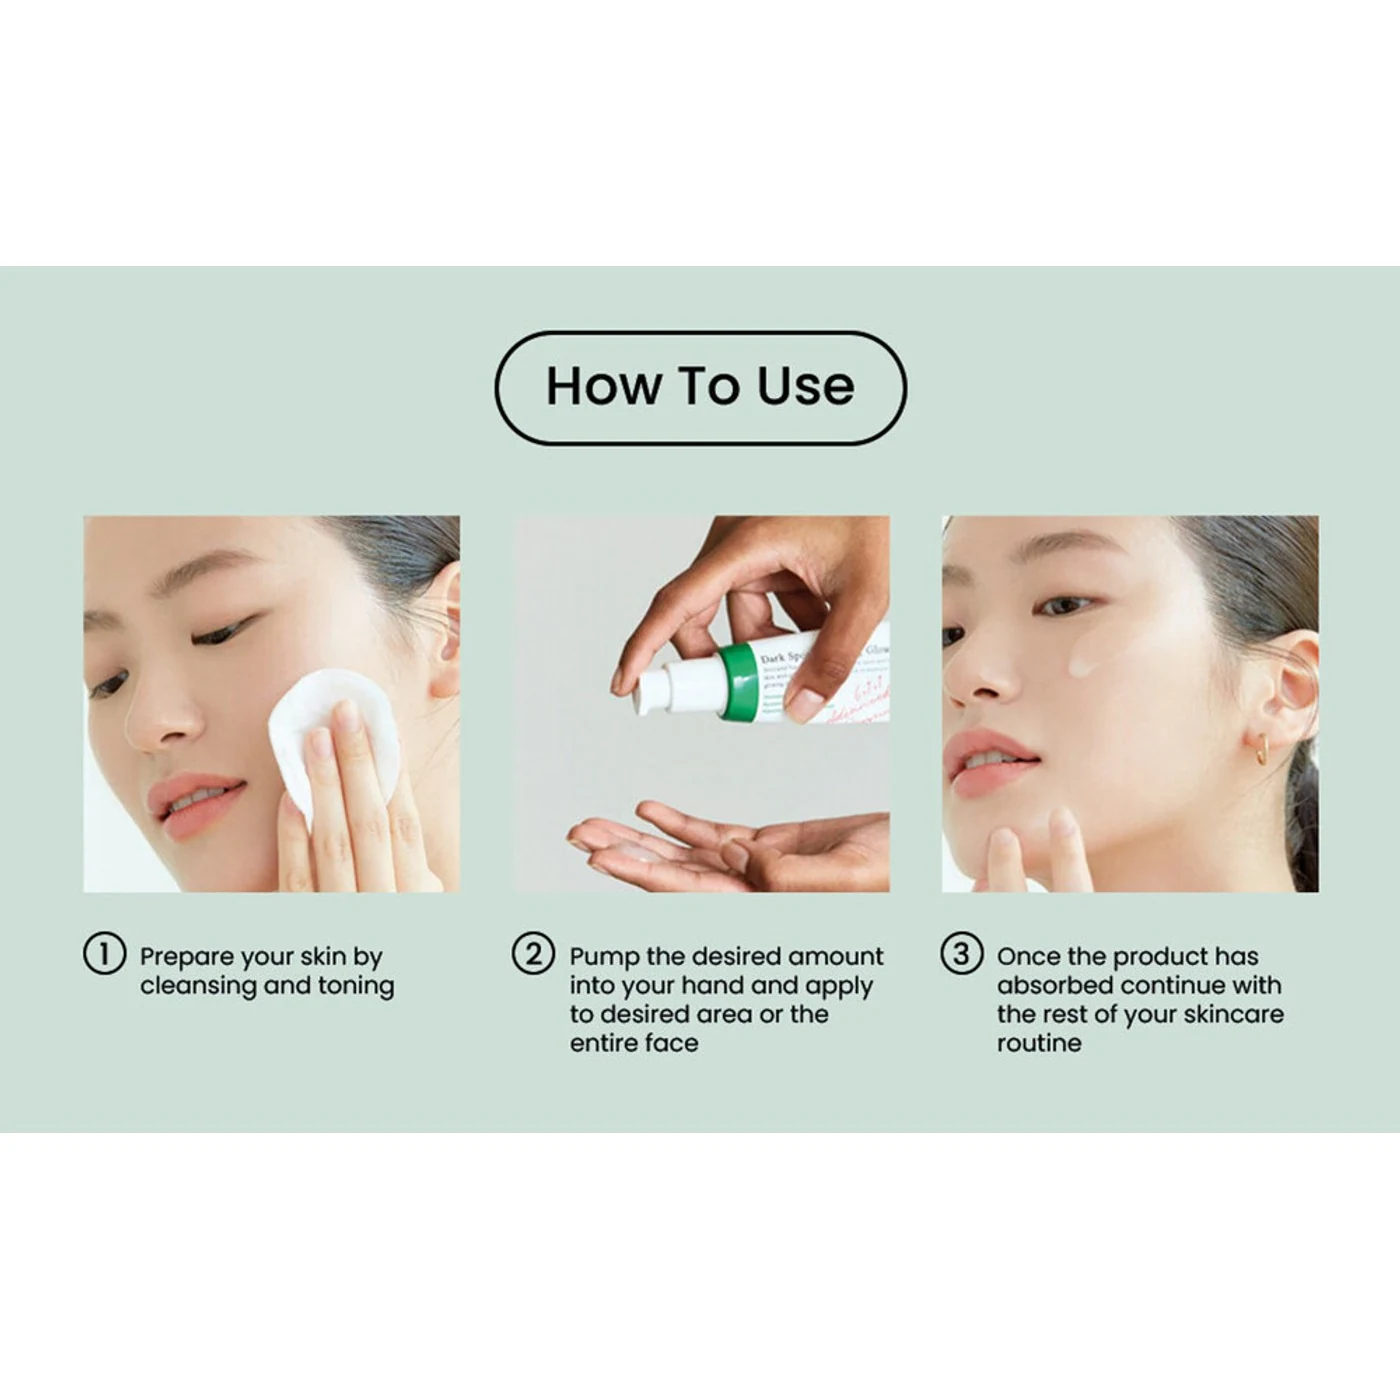 How To Use
Dark
1
Prepare your skin by
cleansing and toning
2
Pump the desired amount
into your hand and apply
to desired area or the
entire face
3
Once the product has
absorbed continue with
the rest of your skincare
routine